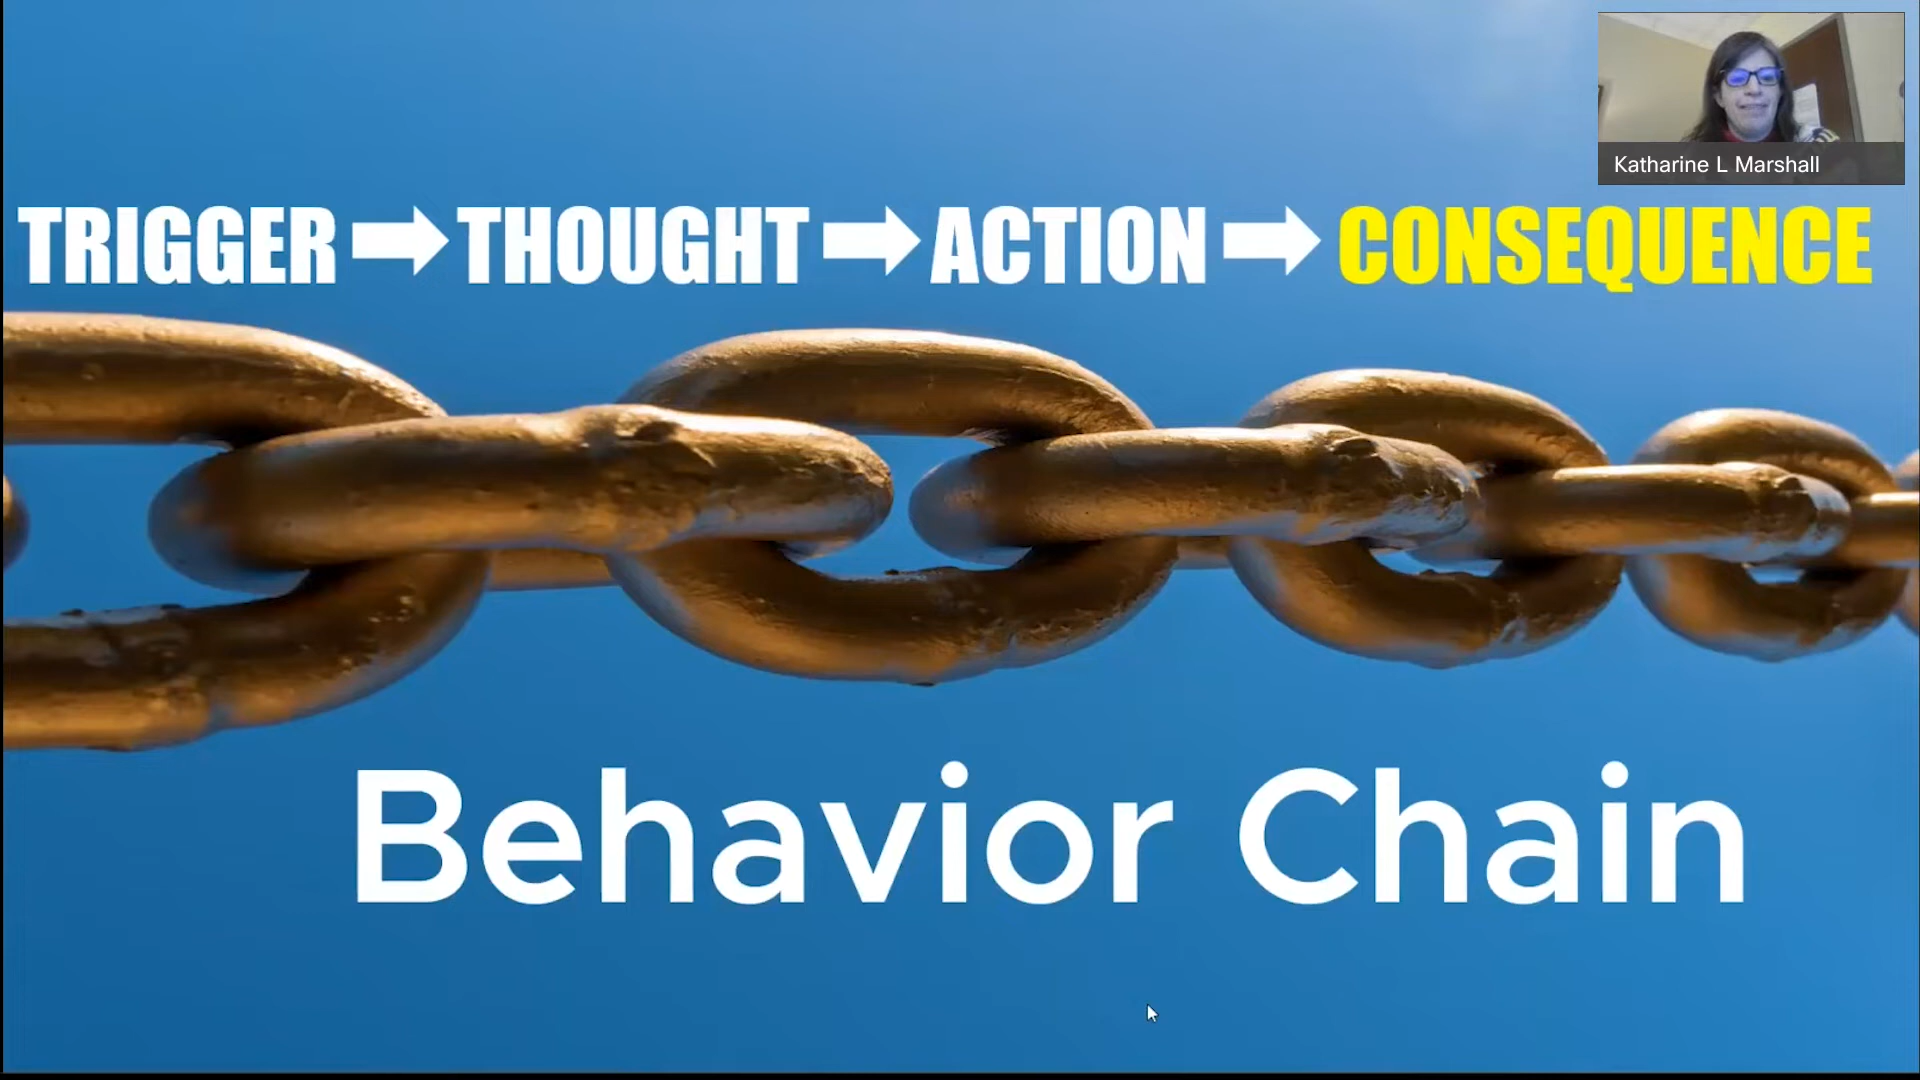 Katharine L Marshall
TRIGGER THOUGHT ACTION CONSEQUENCE
Behavior Chain